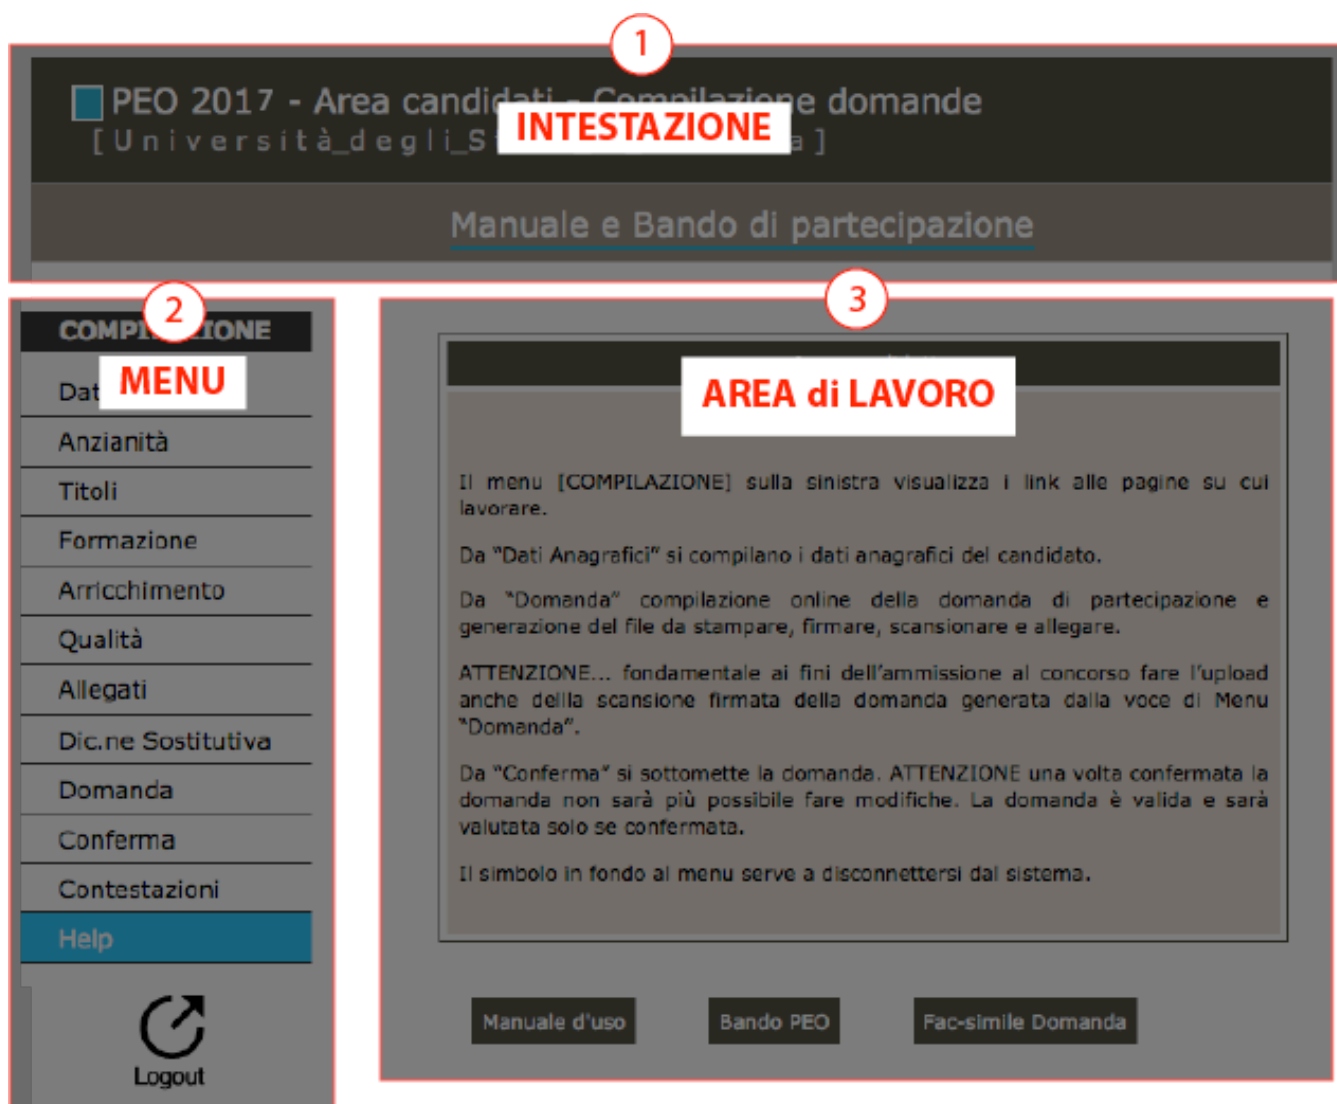 1
PEO 2017 - Area candidati - Compilazione domande
INTESTAZIONE
[Università_degli_S a]
Manuale e Bando di partecipazione
2
COMPI IONE
MENU
Dat
Anzianità
Titoli
Formazione
Arricchimento
Qualità
Allegati
Dic.ne Sostitutiva
Domanda
Conferma
Contestazioni
Help
Logout
3
AREA di LAVORO
Il menu [COMPILAZIONE] sulla sinistra visualizza i link alle pagine su cui
lavorare.
Da “Dati Anagrafici” si compilano i dati anagrafici del candidato.
Da “Domanda” compilazione online della domanda di partecipazione e
generazione del file da stampare, firmare, scansionare e allegare.
ATTENZIONE... fondamentale ai fini dell'ammissione al concorso fare l'upload
anche deilla scansione firmata della domanda generata dalla voce di Menu
“Domanda”.
Da “Conferma” si sottomette la domanda. ATTENZIONE una volta confermata la
domanda non sarà più possibile fare modifiche. La domanda è valida e sarà
valutata solo se confermata.
Il simbolo in fondo al menu serve a disconnettersi dal sistema.
Manuale d'uso
Bando PEO
Fac-simile Domanda